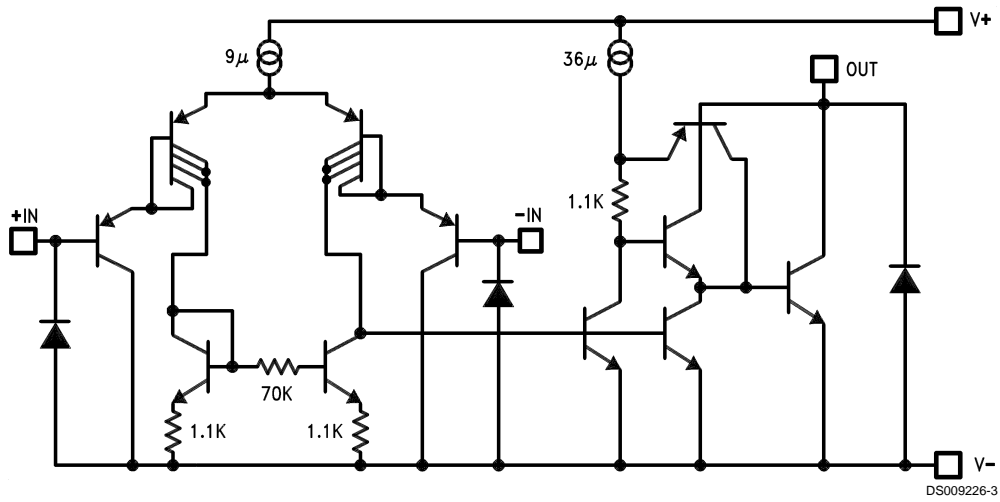 V+
9μ
36μ
OUT
1.1K
+IN
−IN
70K
1.1K
1.1K
V−
DS009226-3